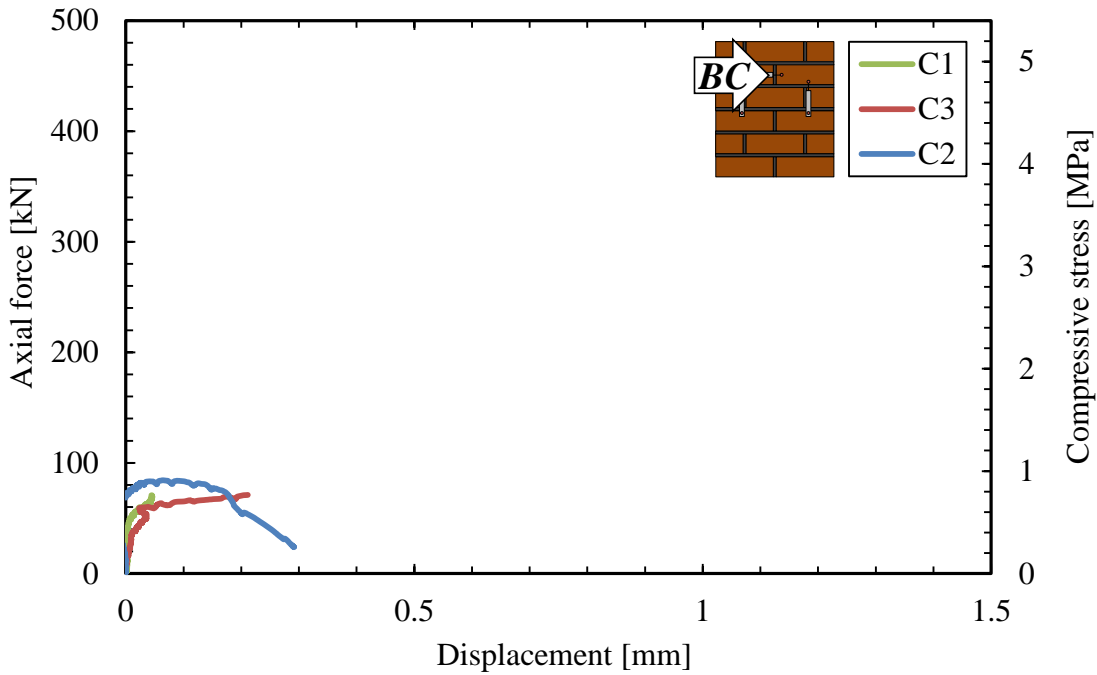 500
400
300
200
100
0
Axial force [kN]
0
0.5
1
1.5
Displacement [mm]
5
4
3
2
1
0
Compressive stress [MPa]
BC
C1
C3
C2